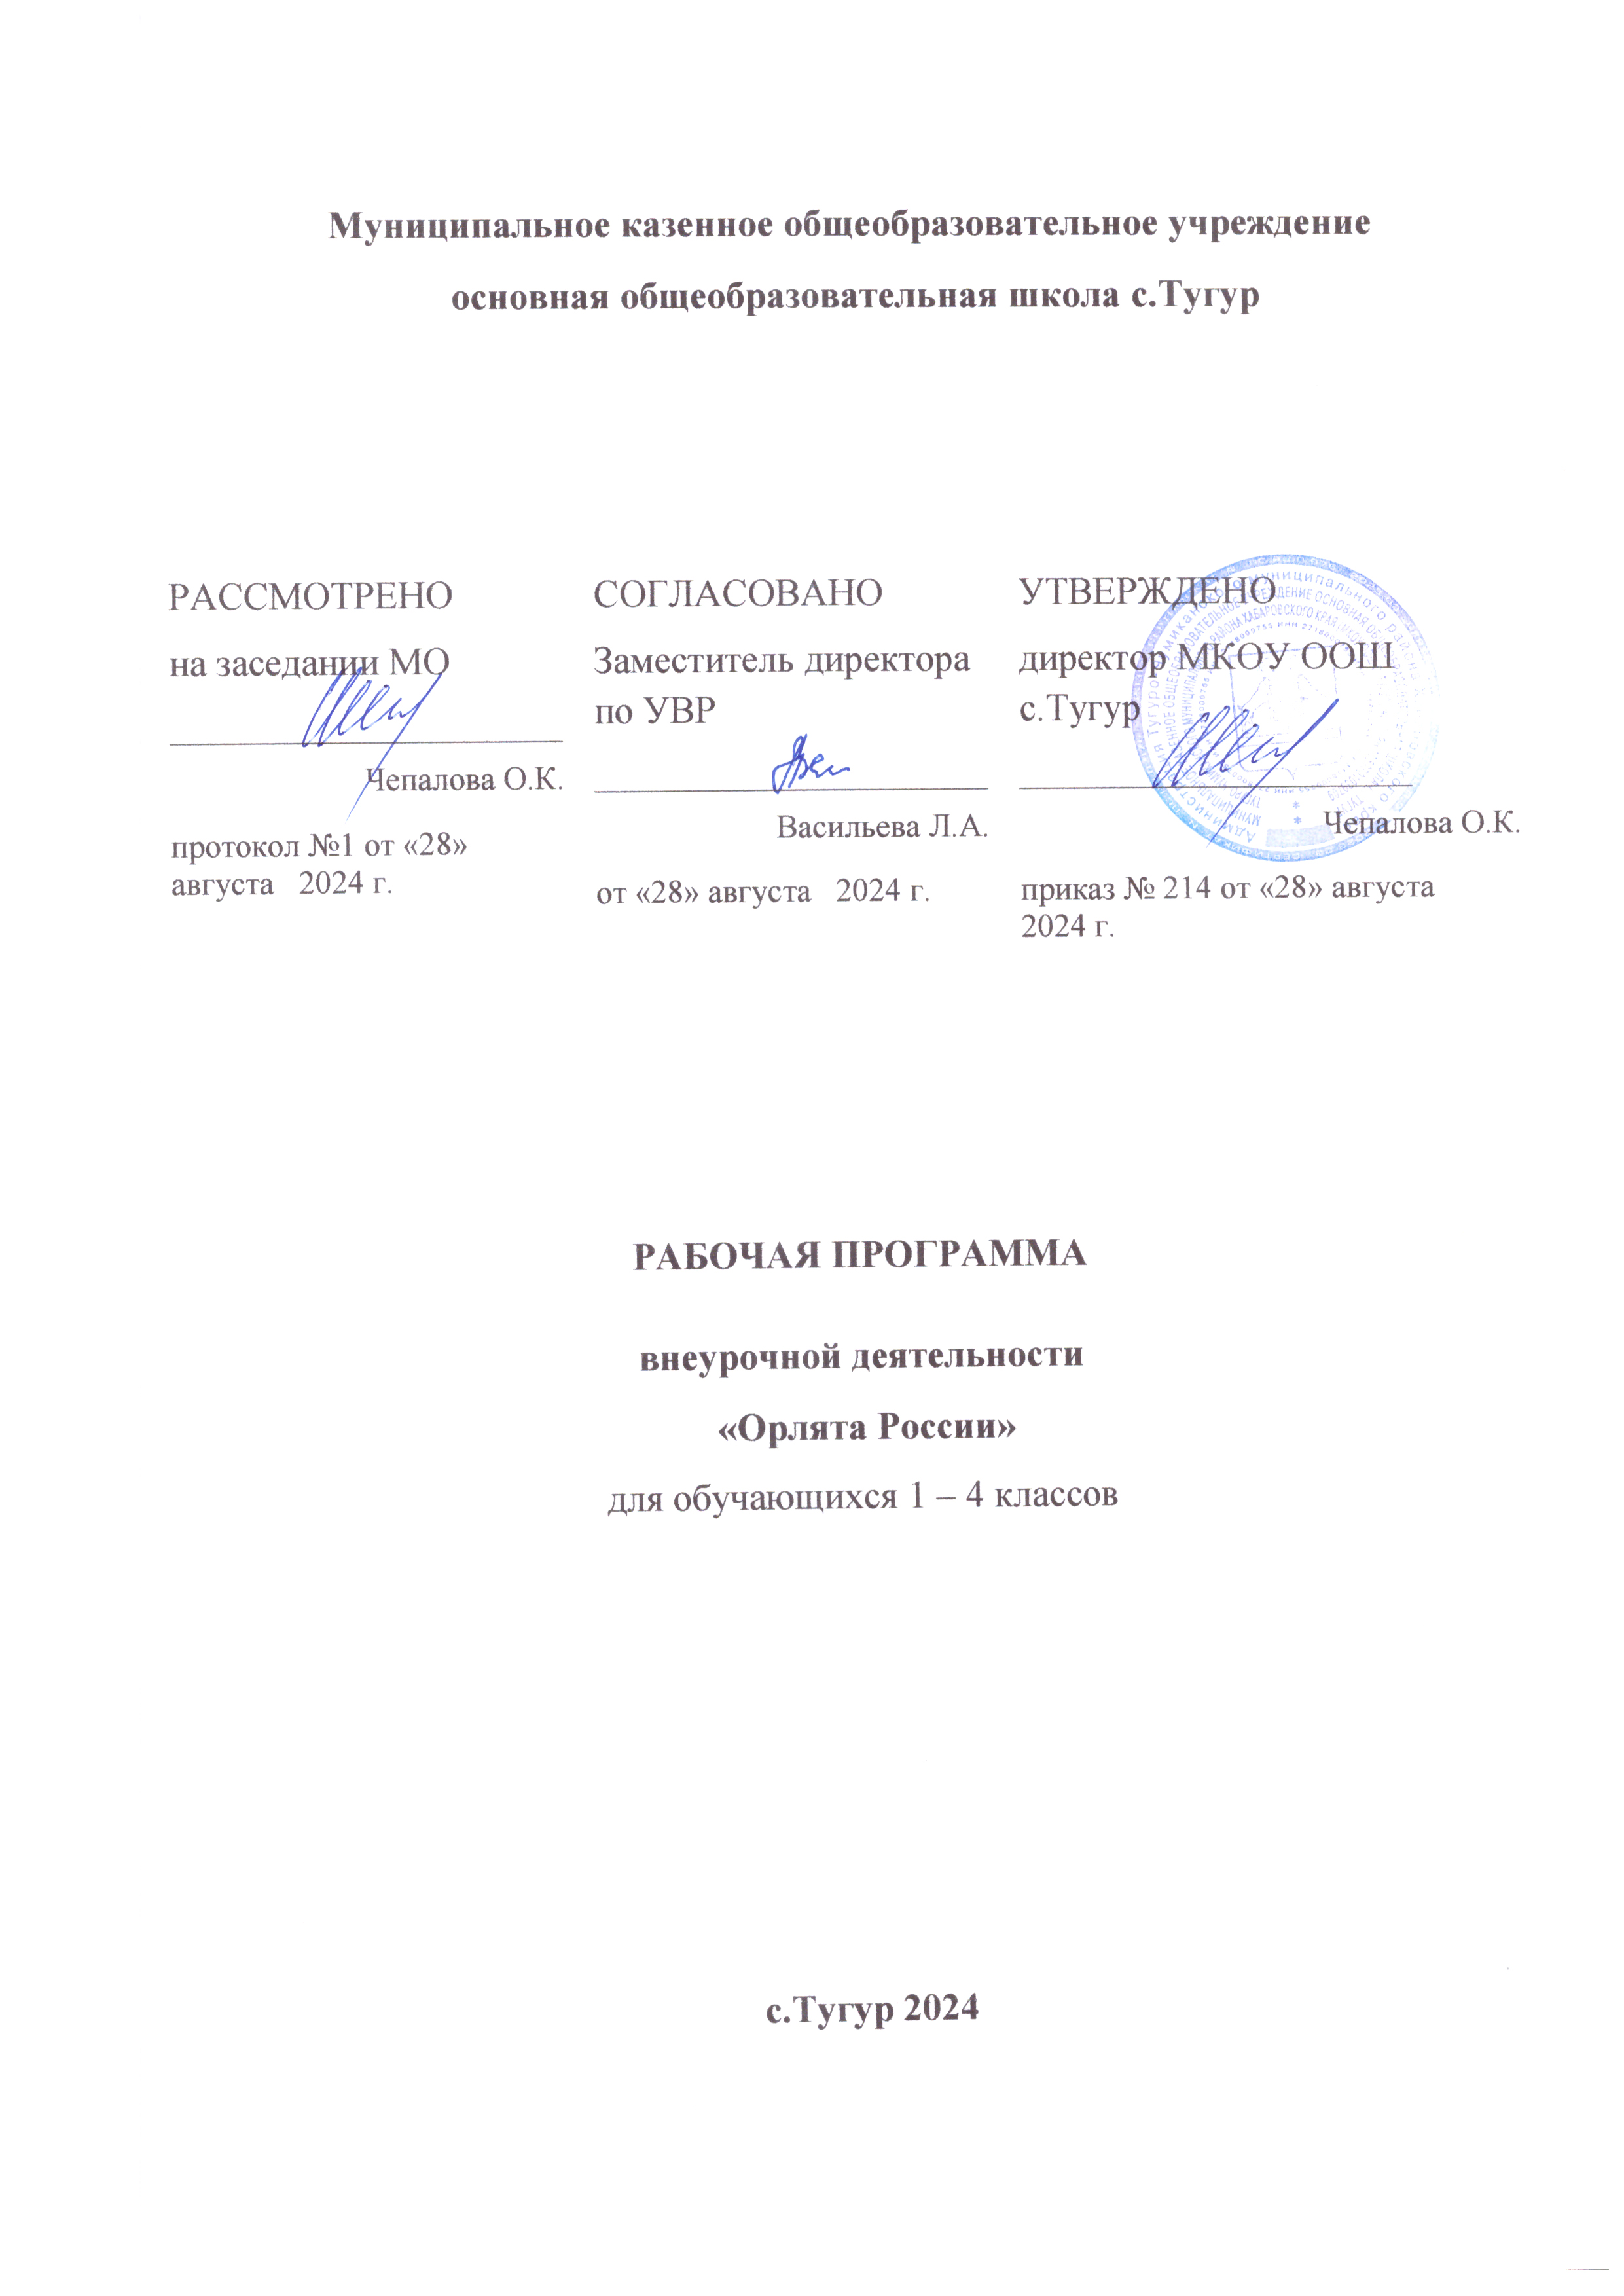 Муниципальное казенное общеобразовательное учреждение
основная общеобразовательная школа с.Тугур
РАССМОТРЕНО
на заседании МО
Чепалова О.К.
протокол №1 от «28»
августа 2024 г.
СОГЛАСОВАНО
Заместитель директора
по УВР
Васильева Л.А.
от «28» августа 2024 г.
УТВЕРЖДЕНО
директор МКОУ ООШ
с.Тугур
Чепалова О.К.
приказ № 214 от «28» августа
2024 г.
РАБОЧАЯ ПРОГРАММА
внеурочной деятельности
«Орлята России»
для обучающихся 1 – 4 классов
с.Тугур 2024